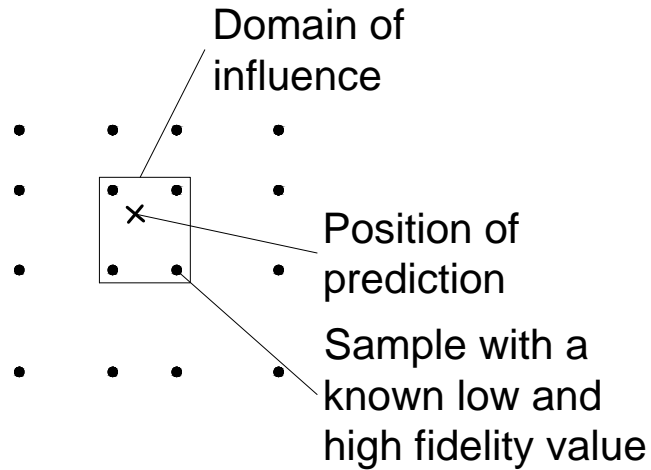 Domain of
influence
Position of
prediction
Sample with a
known low and
high fidelity value